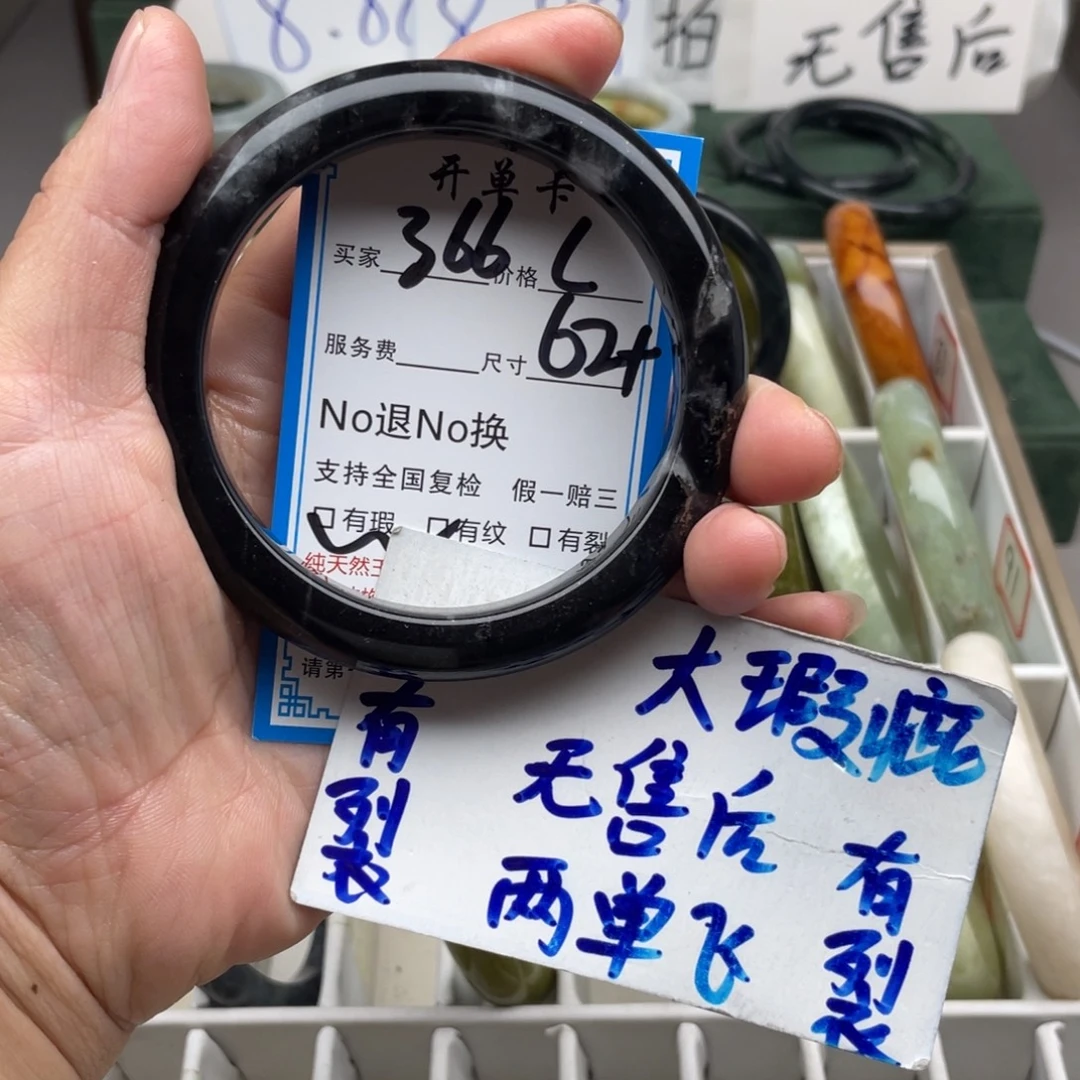 拍
无售后
开单卡
买家 366 价格 L
服务费 尺寸 62+
No退No换
支持全国复检 假一赔三
□有瑕 □有纹 □有裂
纯天然
请第
大瑕疵
无售后
两单飞
有裂
有裂